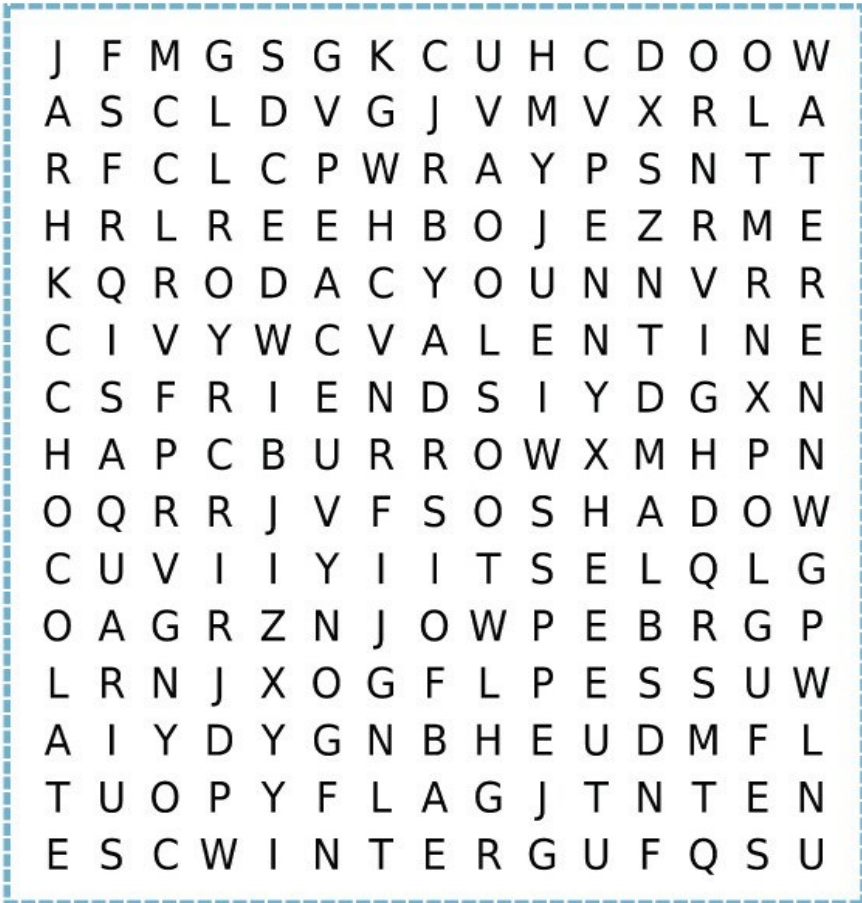 J F M G S G K C U H C D O O W
A S C L D V G J V M V X R L A
R F C L C P W R A Y P S N T T
H R L R E E H B O J E Z R M E
K Q R O D A C Y O U N N V R R
C I V Y W C V A L E N T I N E
C S F R I E N D S I Y D G X N
H A P C B U R R O W X M H P N
O Q R R J V F S O S H A D O W
C U V I I Y I I T S E L Q L G
O A G R Z N J O W P E B R G P
L R N J X O G F L P E S S U W
A I Y D Y G N B H E U D M F L
T U O P Y F L A G J T N T E N
E S C W I N T E R G U F Q S U